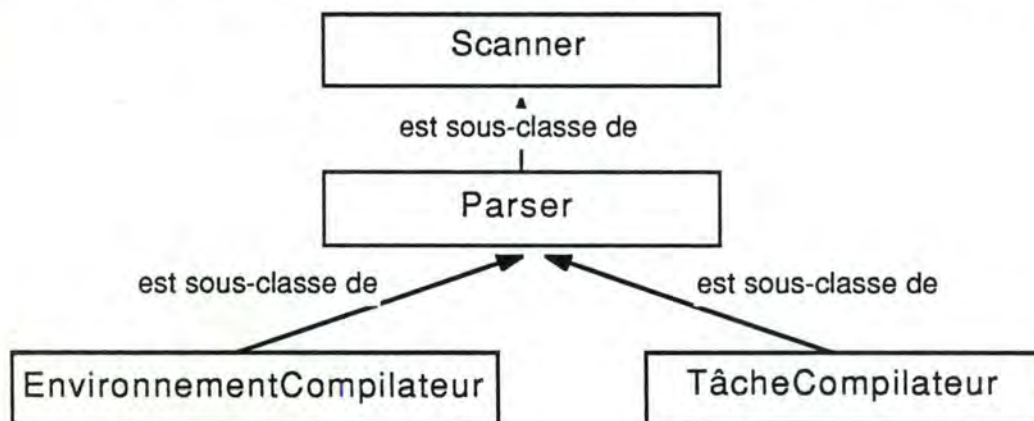 Scanner
est sous-classe de
Parser
est sous-classe de
est sous-classe de
EnvironnementCompilateur
TâcheCompilateur